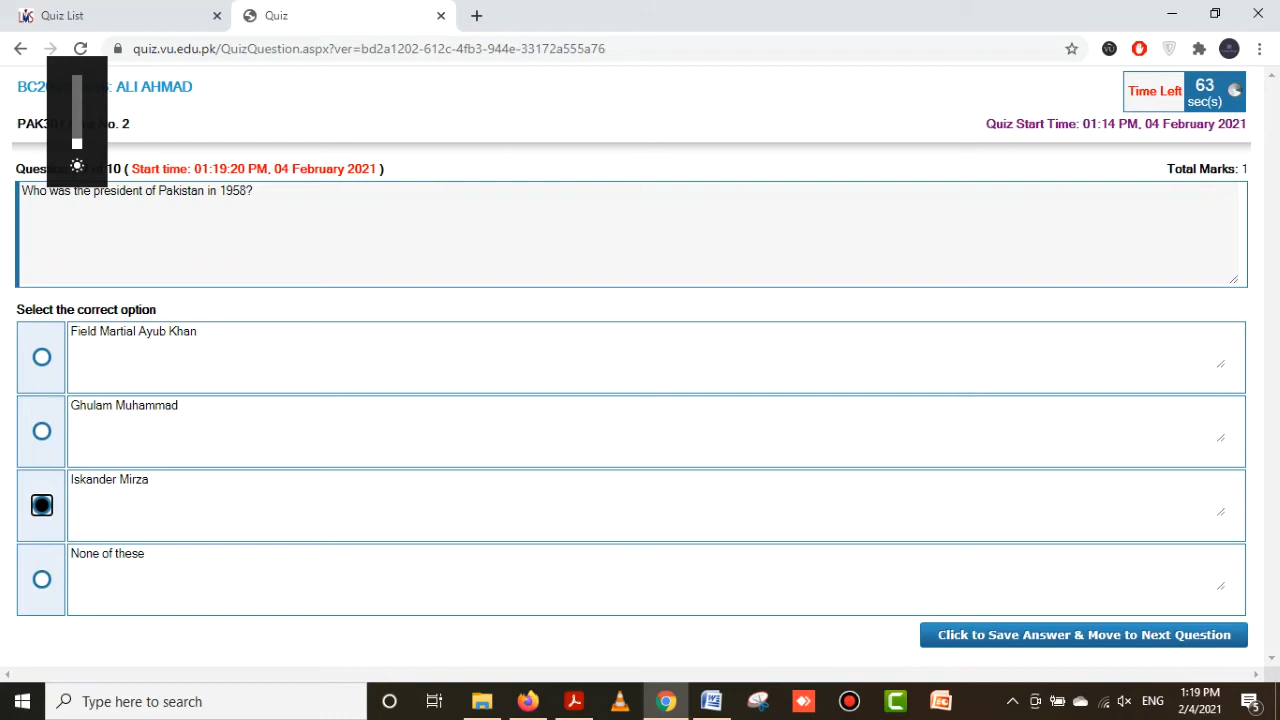 Quiz List
Quiz
quiz.vu.edu.pk/QuizQuestion.aspx?ver=bd2a1202-612c-4fb3-944e-33172a555a76
: ALI AHMAD
Time Left 63 sec(s)
No. 2
Quiz Start Time: 01:14 PM, 04 February 2021
of 10 ( Start time: 01:19:20 PM, 04 February 2021 )
Total Marks: 1
Who was the president of Pakistan in 1958?
Select the correct option
Field Martial Ayub Khan
Ghulam Muhammad
Iskander Mirza
None of these
Click to Save Answer & Move to Next Question
Type here to search
ENG
1:19 PM
2/4/2021
5